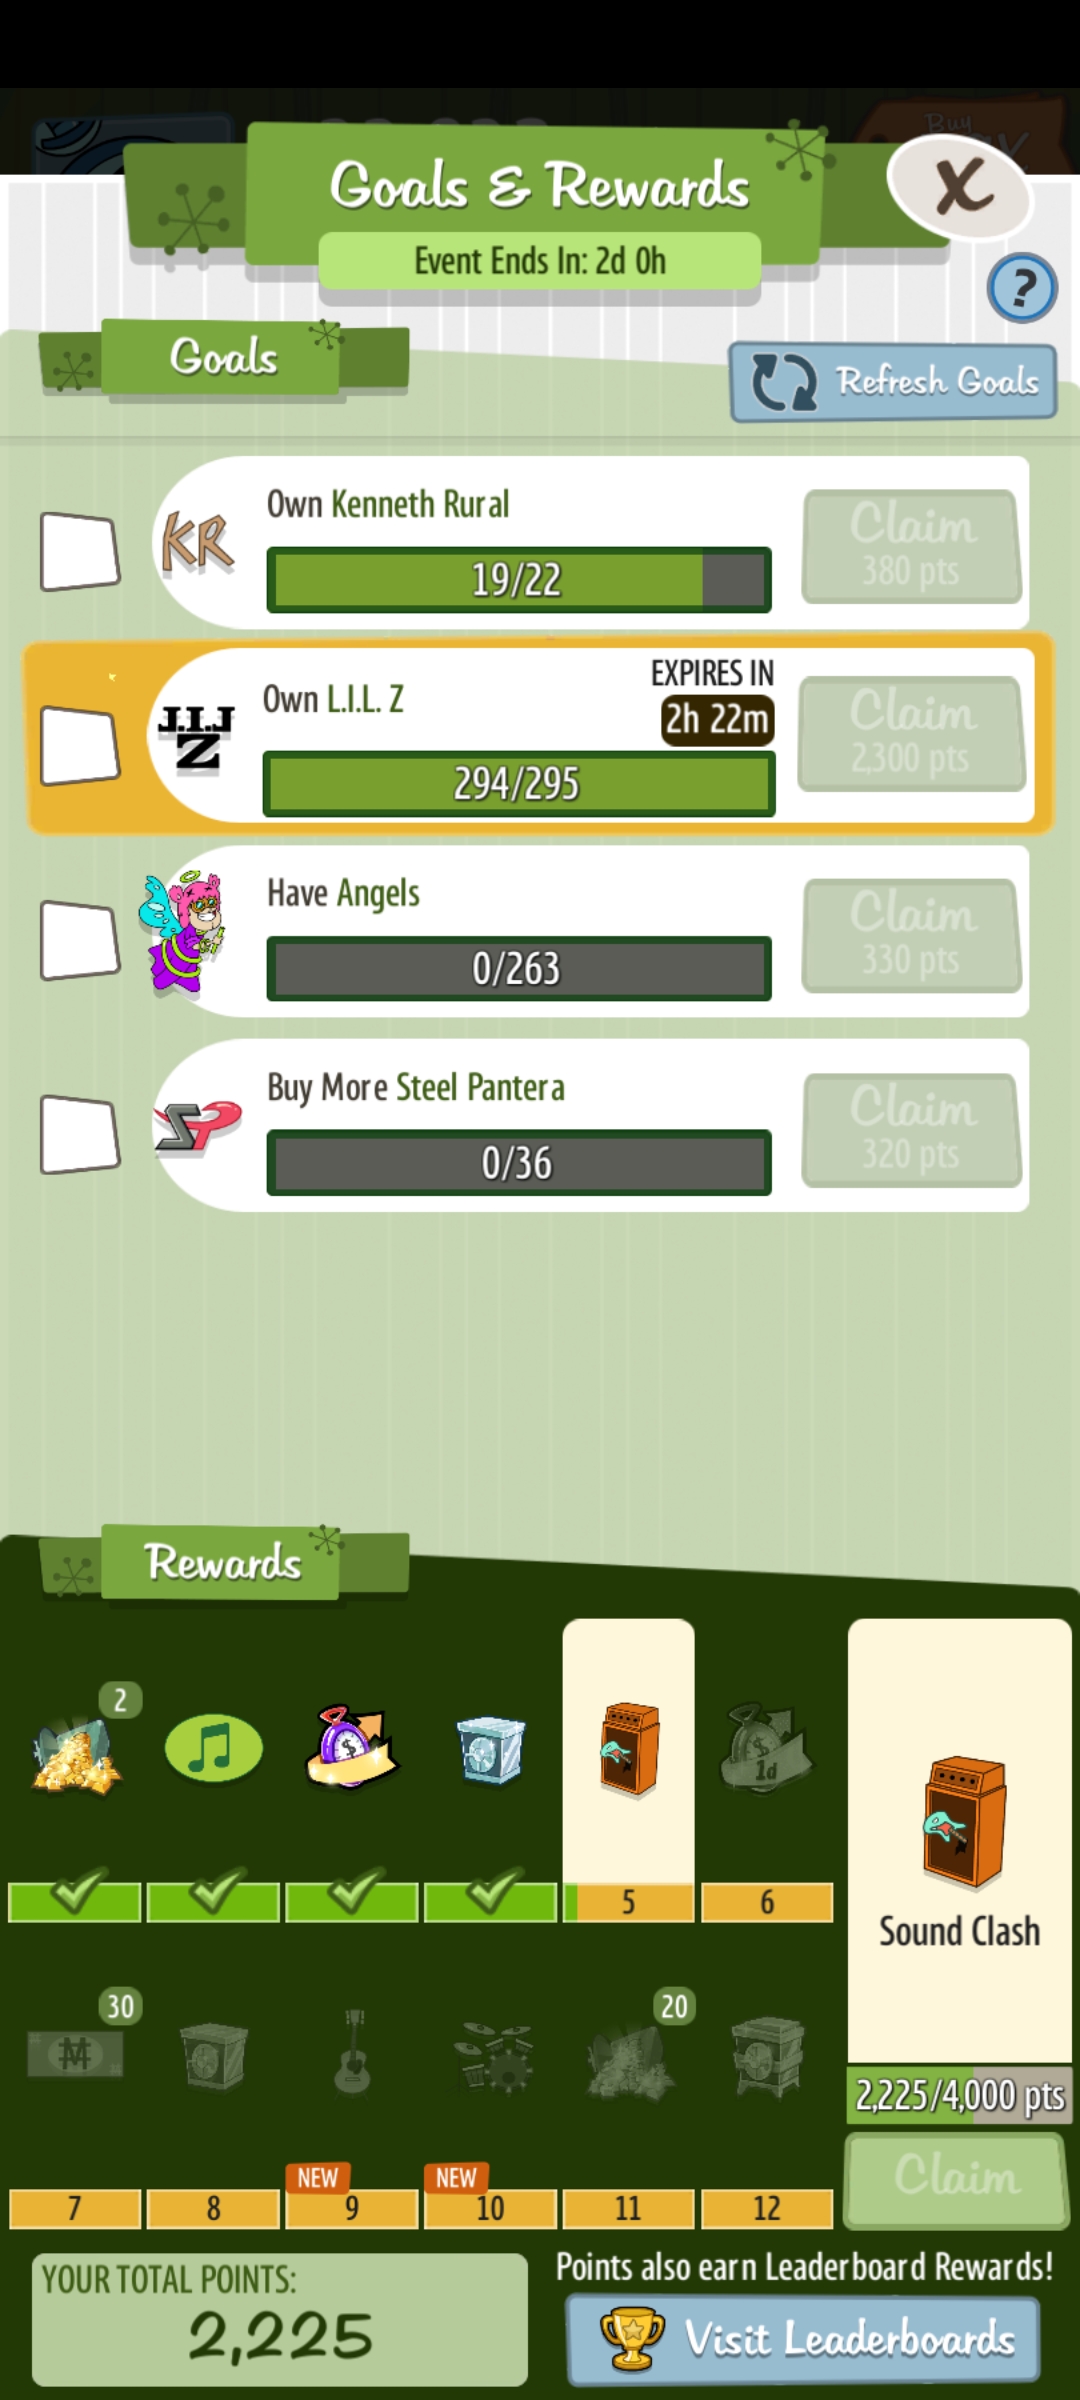 Buy
Goals & Rewards
X
Event Ends In: 2d 0h
?
Goals
Refresh Goals
KR
Own Kenneth Rural
19/22
Claim
380 pts
L.I.L
Z
Own L.I.L. Z
EXPIRES IN
2h 22m
294/295
Claim
2,300 pts
Have Angels
0/263
Claim
330 pts
SP
Buy More Steel Pantera
0/36
Claim
320 pts
Rewards
2
1d
5
6
Sound Clash
30
20
2,225/4,000 pts
Claim
NEW
NEW
7
8
9
10
11
12
YOUR TOTAL POINTS:
2,225
Points also earn Leaderboard Rewards!
Visit Leaderboards